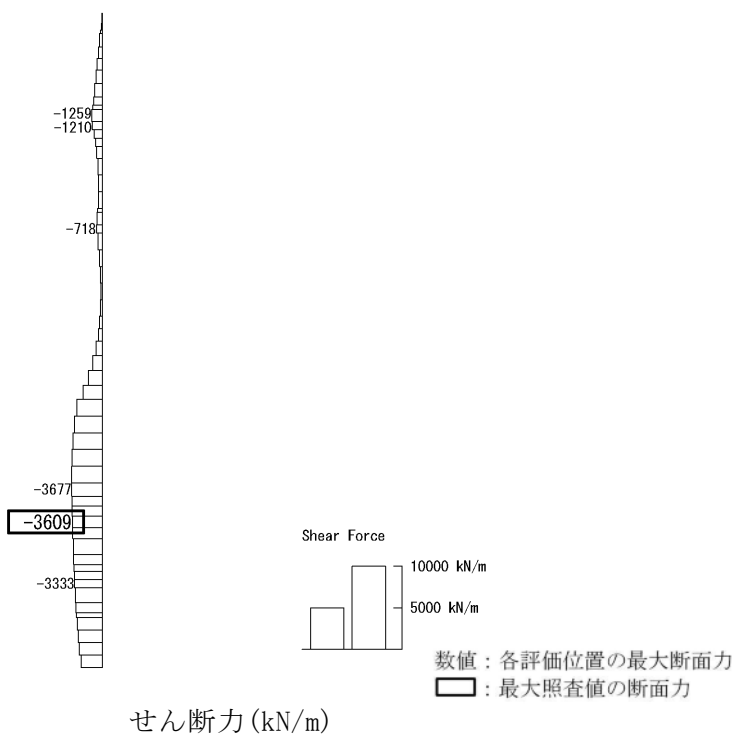 -1259
-1210
-718
-3677
-3609
-3333
Shear Force
10000 kN/m
5000 kN/m
数値：各評価位置の最大断面力
：最大照査値の断面力
せん断力(kN/m)